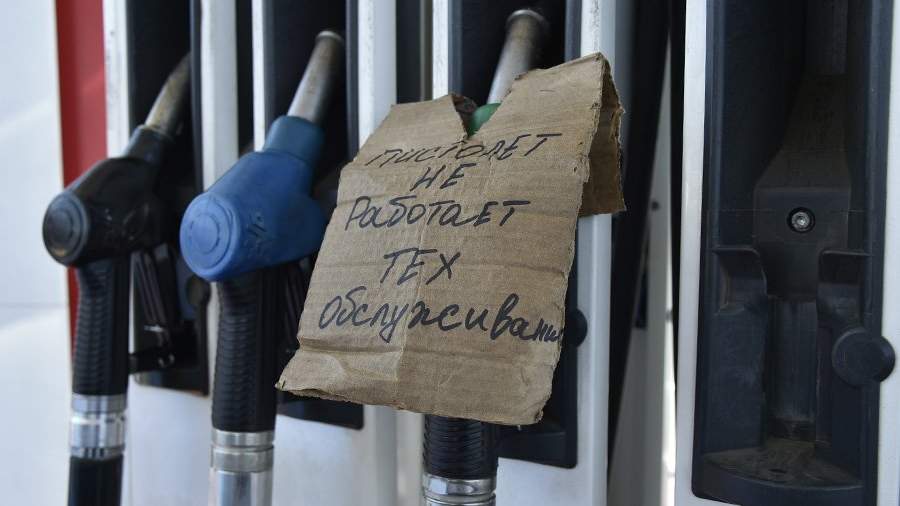 ПИСТОЛЕТ
НЕ
Работает
ТЕХ
обслуживани